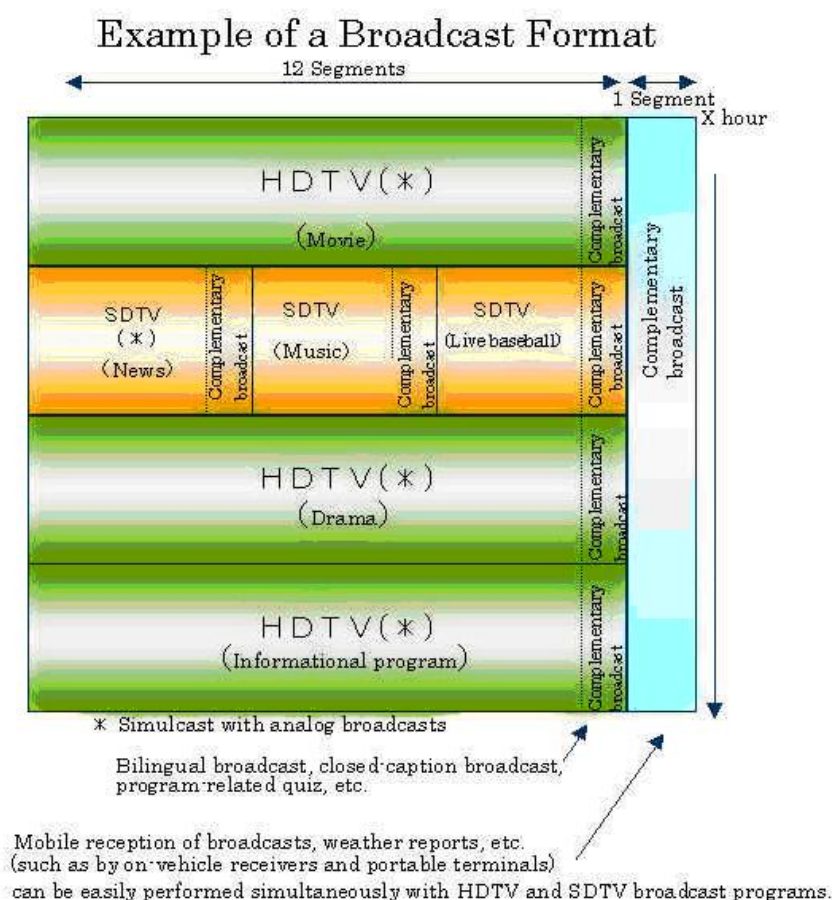 Example of a Broadcast Format
12 Segments
1 Segment
X hour
HDTV(*)
(Movie)
Complementary
broadcast
Complementary
broadcast
SDTV
(*)
(News)
Complementary
broadcast
SDTV
(Music)
Complementary
broadcast
SDTV
(Live baseball)
Complementary
broadcast
HDTV(*)
(Drama)
Complementary
broadcast
HDTV(*)
(Informational program)
Complementary
broadcast
* Simulcast with analog broadcasts
Bilingual broadcast, closed-caption broadcast,
program-related quiz, etc.
Mobile reception of broadcasts, weather reports, etc.
(such as by on-vehicle receivers and portable terminals)
can be easily performed simultaneously with HDTV and SDTV broadcast programs.